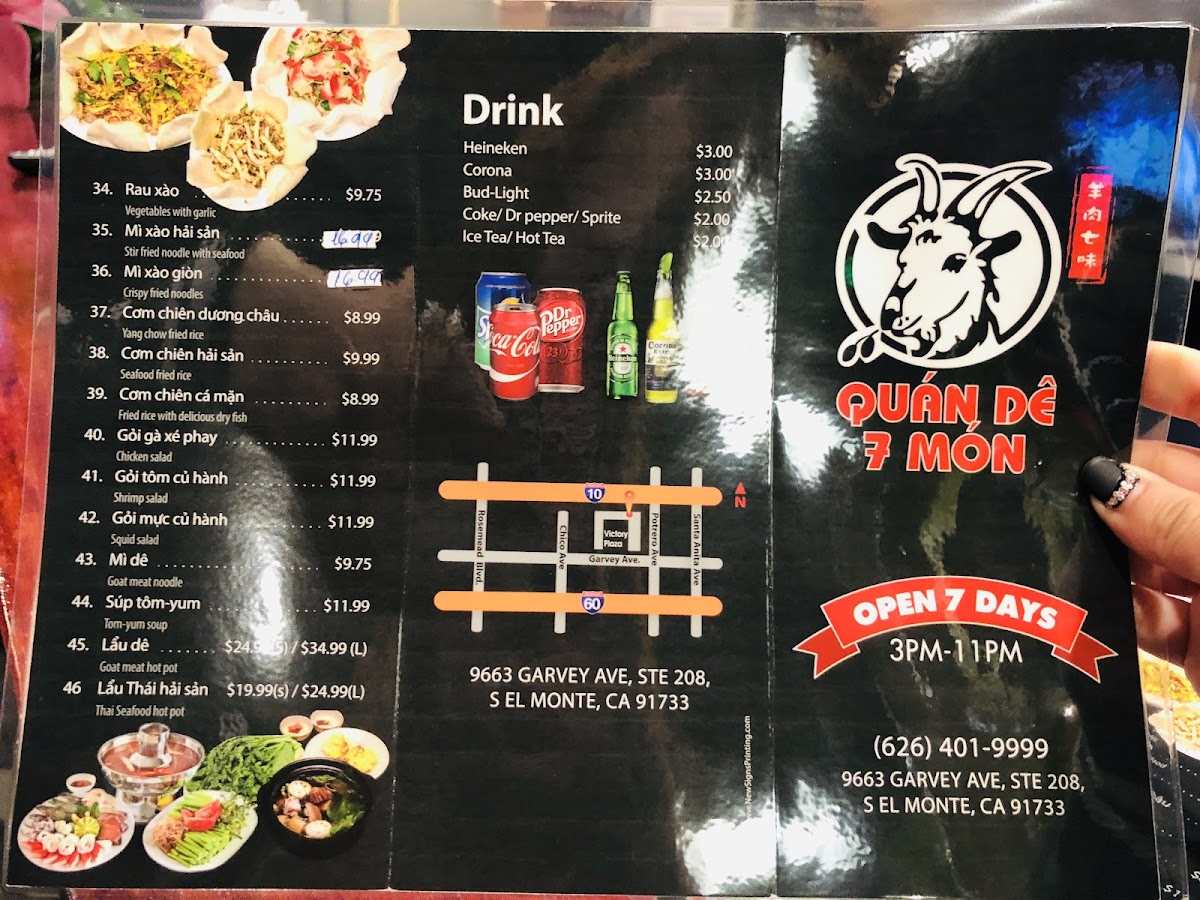 34. Rau xào $9.75
Vegetables with garlic
35. Mì xào hải sản 16.99
Stir fried noodle with seafood
36. Mì xào giòn 16.99
Crispy fried noodles
37. Cơm chiên dương châu $8.99
Yang chow fried rice
38. Cơm chiên hải sản $9.99
Seafood fried rice
39. Cơm chiên cá mặn $8.99
Fried rice with delicious dry fish
40. Gỏi gà xé phay $11.99
Chicken salad
41. Gỏi tôm củ hành $11.99
Shrimp salad
42. Gỏi mực củ hành $11.99
Squid salad
43. Mì dê $9.75
Goat meat noodle
44. Súp tôm-yum $11.99
Tom-yum soup
45. Lẩu dê $24.99(s) / $34.99 (L)
Goat meat hot pot
46 Lẩu Thái hải sản $19.99(s) / $24.99(L)
Thai Seafood hot pot
Drink
Heineken $3.00
Corona $3.00
Bud-Light $2.50
Coke/ Dr pepper/ Sprite $2.00
Ice Tea/ Hot Tea $2.00
Coca-Cola
Dr Pepper
23
Heineken
Corona
10
N
Rosemead Blvd.
Chico Ave
Victory
Plaza
Potrero Ave
Santa Anita Ave
Garvey Ave.
60
9663 GARVEY AVE, STE 208,
S EL MONTE, CA 91733
www.NewSignsPrinting.com
羊肉七味
QUÁN DÊ
7 MÓN
OPEN 7 DAYS
3PM-11PM
(626) 401-9999
9663 GARVEY AVE, STE 208,
S EL MONTE, CA 91733